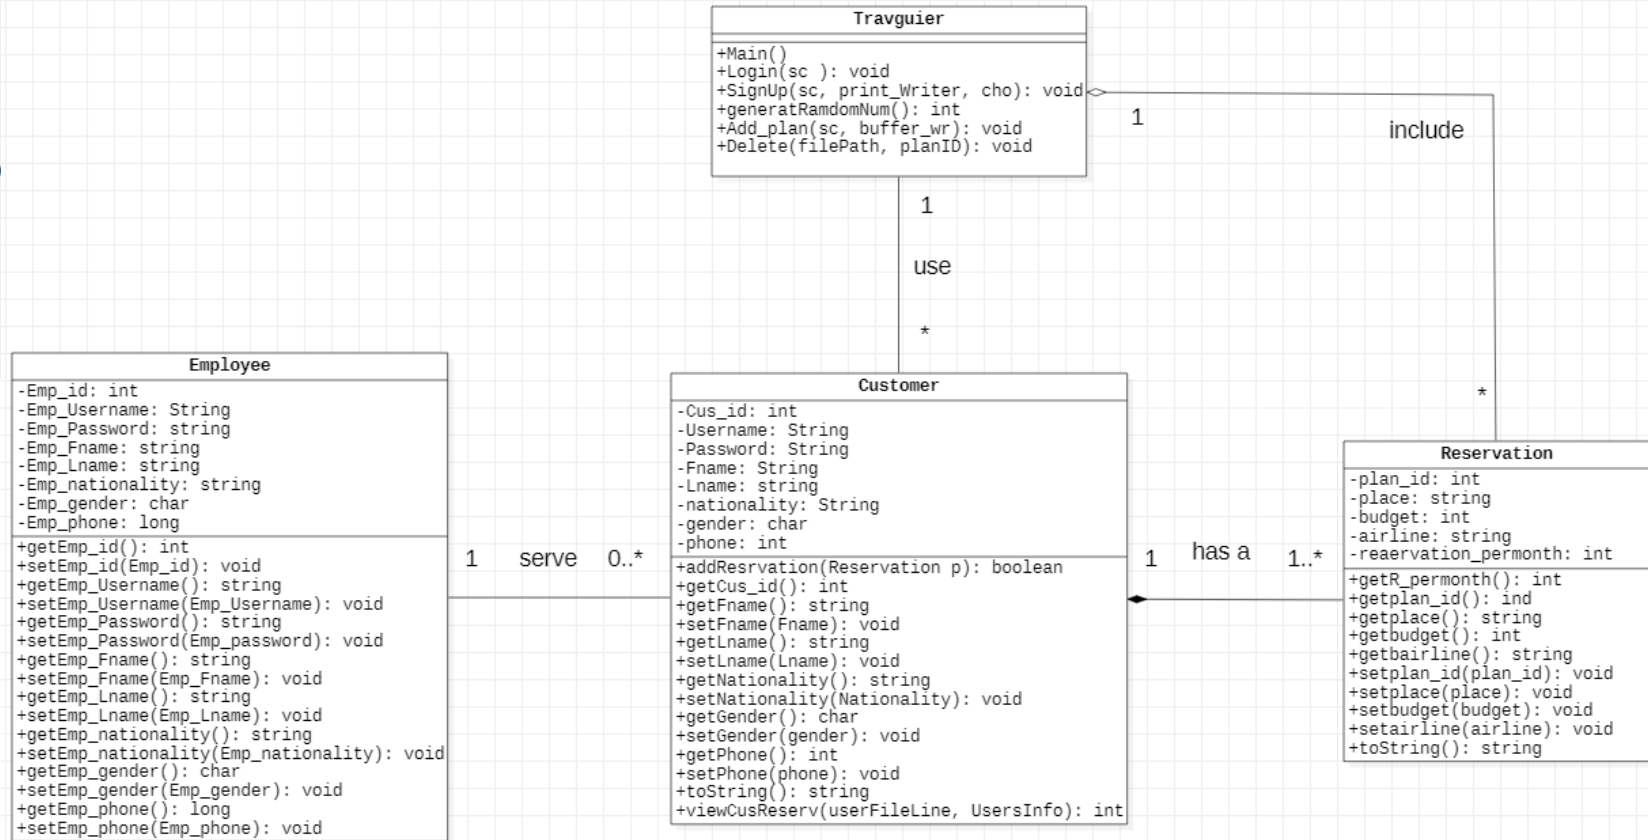 Travguier
+Main()
+Login(sc ): void
+SignUp(sc, print_Writer, cho): void
+generatRamdomNum(): int
+Add_plan(sc, buffer_wr): void
+Delete(filePath, planID): void
1
include
1
use
*
*
Employee
-Emp_id: int
-Emp_Username: String
-Emp_Password: string
-Emp_Fname: string
-Emp_Lname: string
-Emp_nationality: string
-Emp_gender: char
-Emp_phone: long
+getEmp_id(): int
+setEmp_id(Emp_id): void
+getEmp_Username(): string
+setEmp_Username(Emp_Username): void
+getEmp_Password(): string
+setEmp_Password(Emp_password): void
+getEmp_Fname(): string
+setEmp_Fname(Emp_Fname): void
+getEmp_Lname(): string
+setEmp_Lname(Emp_Lname): void
+getEmp_nationality(): string
+setEmp_nationality(Emp_nationality): void
+getEmp_gender(): char
+setEmp_gender(Emp_gender): void
+getEmp_phone(): long
+setEmp_phone(Emp_phone): void
1 serve 0..*
Customer
-Cus_id: int
-Username: String
-Password: String
-Fname: String
-Lname: string
-nationality: String
-gender: char
-phone: int
+addResrvation(Reservation p): boolean
+getCus_id(): int
+getFname(): string
+setFname(Fname): void
+getLname(): string
+setLname(Lname): void
+getNationality(): string
+setNationality(Nationality): void
+getGender(): char
+setGender(gender): void
+getPhone(): int
+setPhone(phone): void
+toString(): string
+viewCusReserv(userFileLine, UsersInfo): int
1 has a 1..*
Reservation
-plan_id: int
-place: string
-budget: int
-airline: string
-reaervation_permonth: int
+getR_permonth(): int
+getplan_id(): ind
+getplace(): string
+getbudget(): int
+getbairline(): string
+setplan_id(plan_id): void
+setplace(place): void
+setbudget(budget): void
+setairline(airline): void
+toString(): string